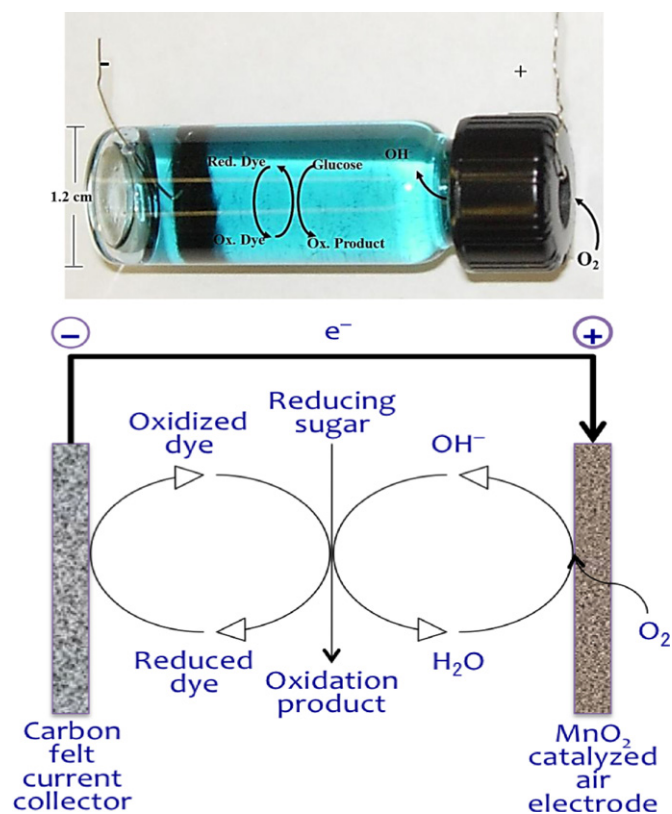 -
+
Red. Dye
Glucose
OH
1.2 cm
Ox. Dye
Ox. Product
O₂
−
e⁻
+
Oxidized
dye
Reducing
sugar
OH⁻
Reduced
dye
Oxidation
product
H₂O
O₂
Carbon
felt
current
collector
MnO₂
catalyzed
air
electrode